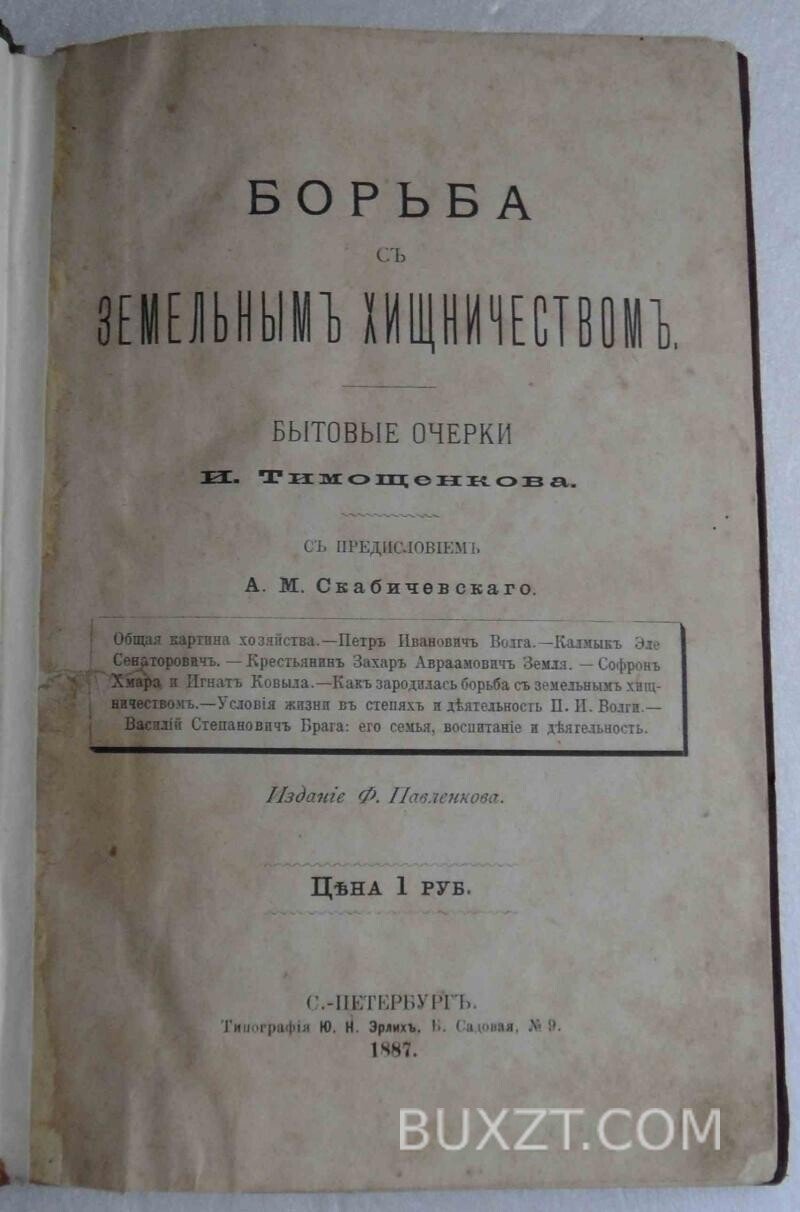 БОРЬБА
СЪ
ЗЕМЕЛЬНЫМЪ ХИЩНИЧЕСТВОМЪ.
БЫТОВЫЕ ОЧЕРКИ
И. Тимощенкова.
СЪ ПРЕДИСЛОВІЕМЪ
А. М. Скабичевскаго.
Общая картина хозяйства.—Петръ Ивановичъ Волга.—Калмыкъ Эле
Сенаторовичъ. — Крестьянинъ Захаръ Авраамовичъ Земля. — Софронъ
Хмара и Игнатъ Ковыла.—Какъ зародилась борьба съ земельнымъ хищ-
ничествомъ.—Условія жизни въ степяхъ и дѣятельность П. И. Волги.—
Василій Степановичъ Брага: его семья, воспитаніе и дѣятельность.
Изданіе Ф. Павленкова.
Цѣна 1 руб.
С.-ПЕТЕРБУРГЪ.
Типографія Ю. Н. Эрлихъ, Б. Садовая, № 9.
1887.
BUXZT.COM